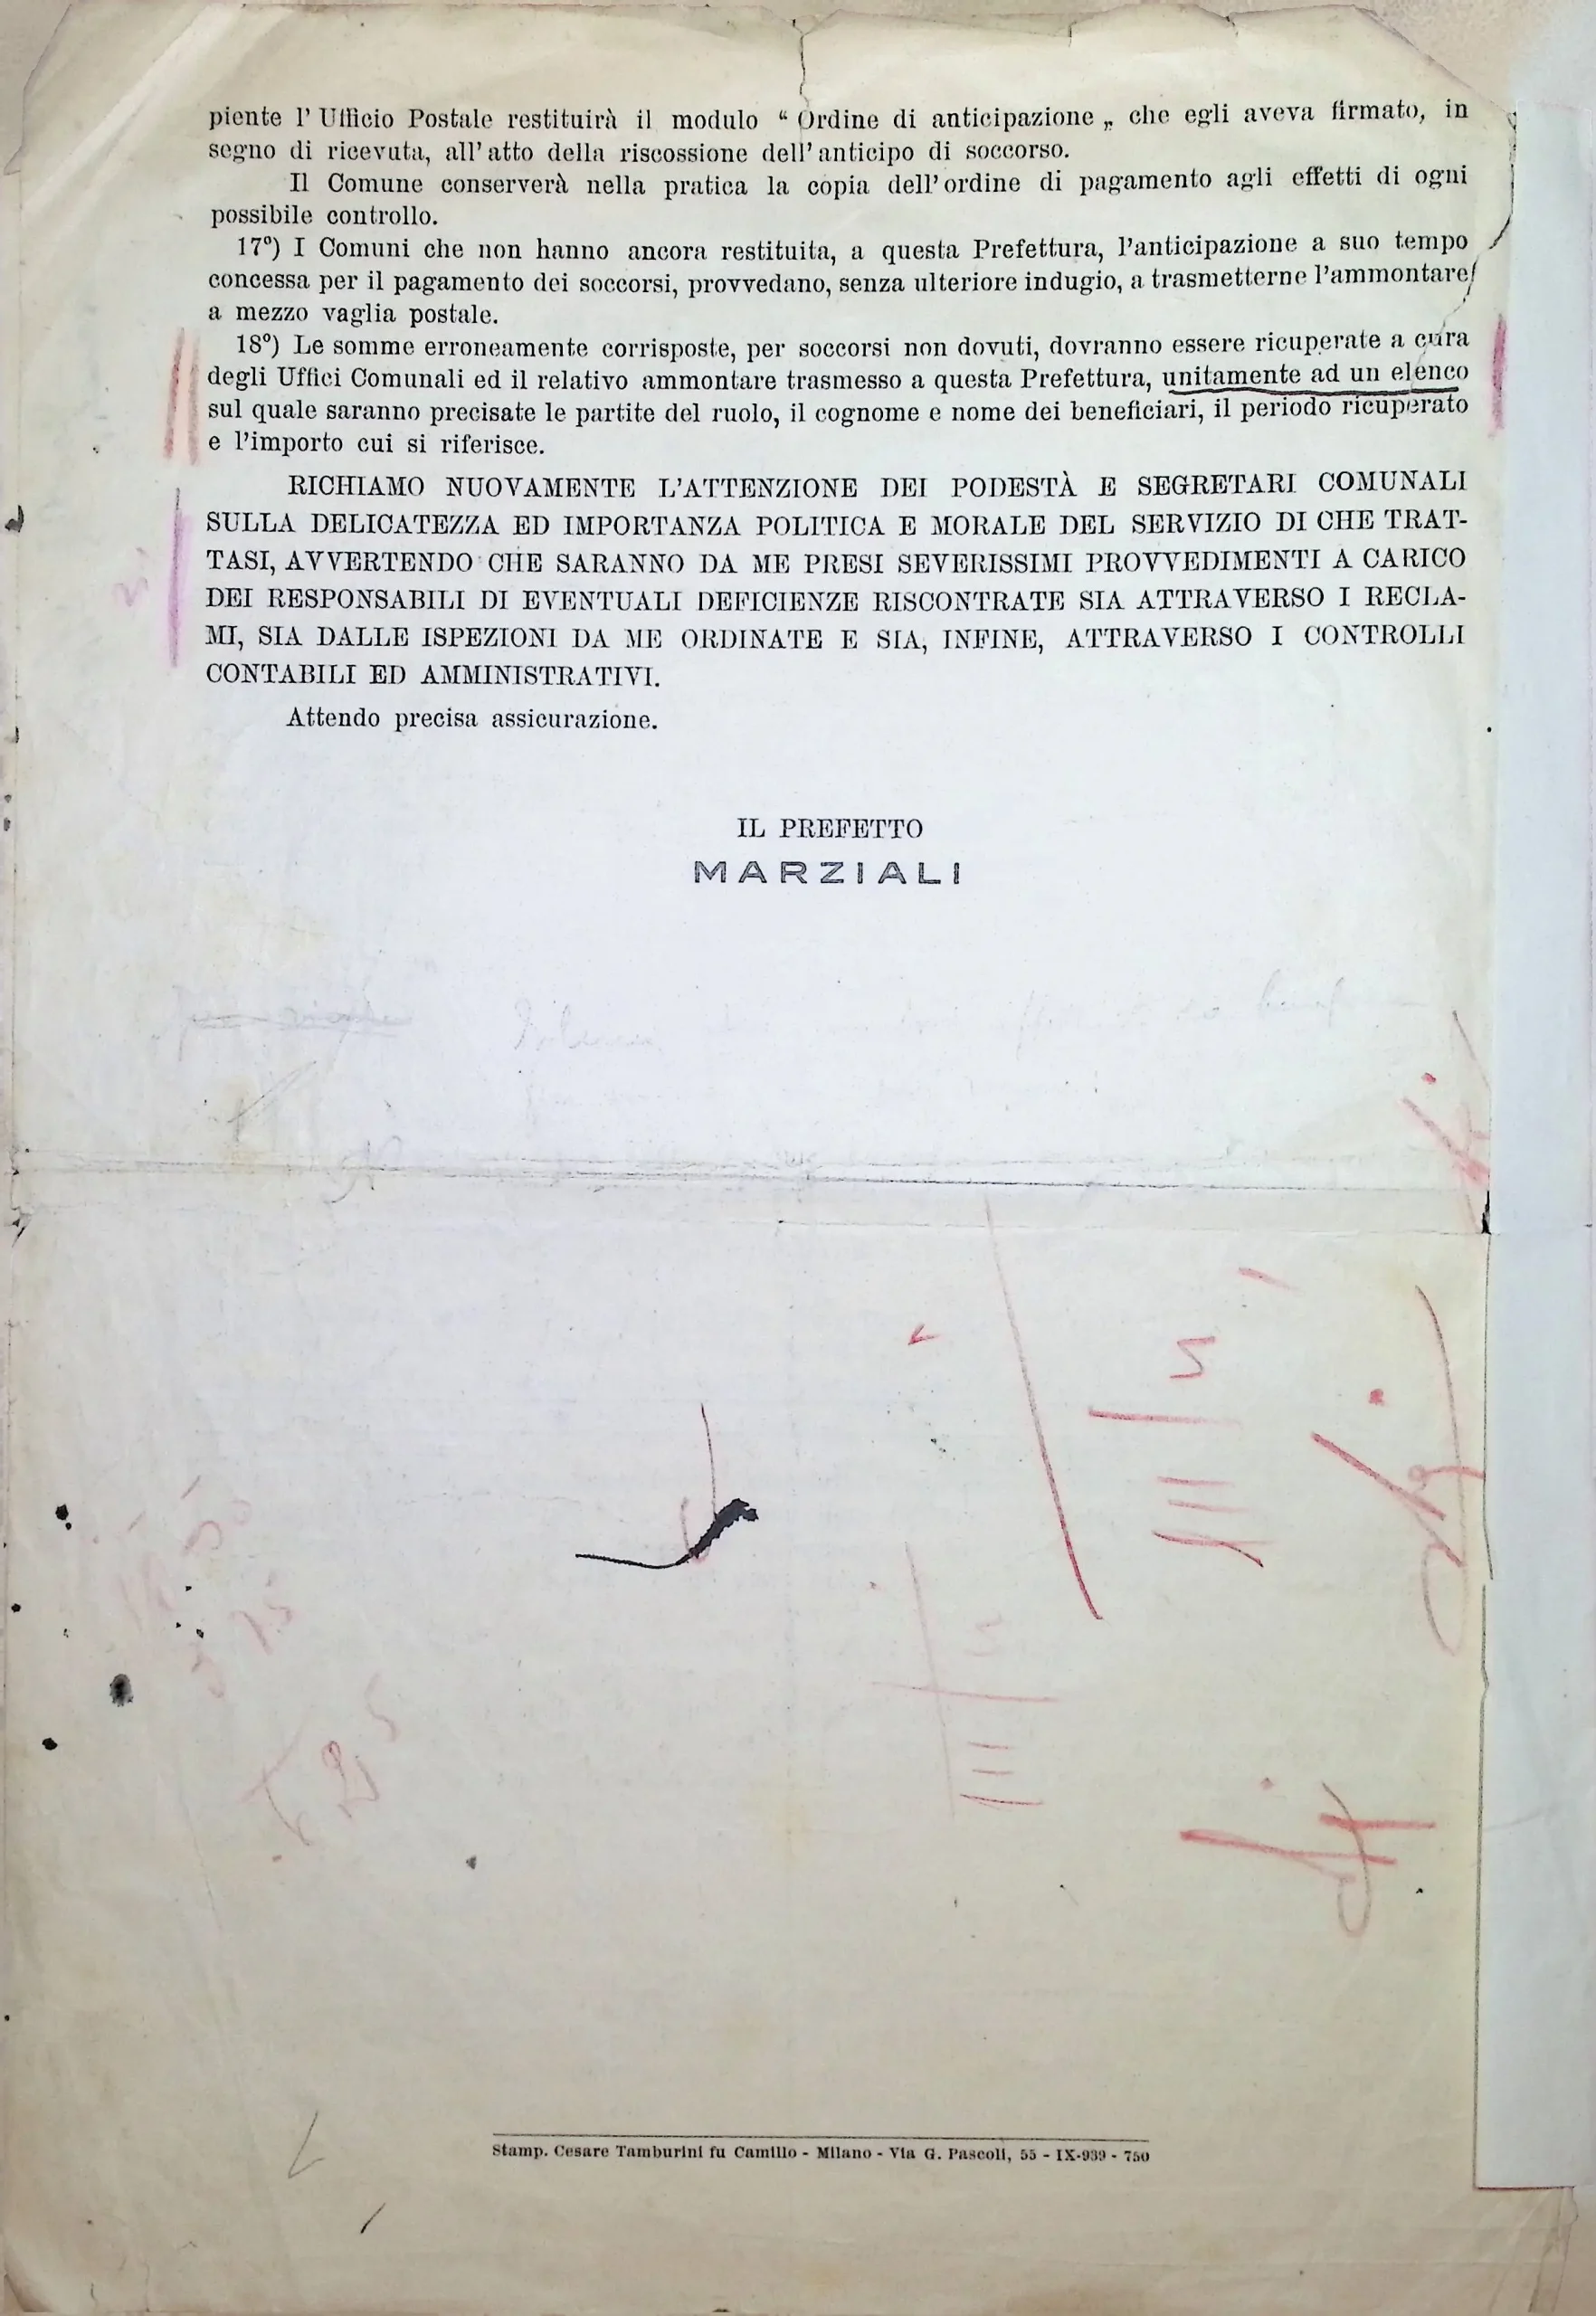 piente l' Ufficio Postale restituirà il modulo “ Ordine di anticipazione „ che egli aveva firmato, in
segno di ricevuta, all' atto della riscossione dell' anticipo di soccorso.
Il Comune conserverà nella pratica la copia dell' ordine di pagamento agli effetti di ogni
possibile controllo.
17°) I Comuni che non hanno ancora restituita, a questa Prefettura, l'anticipazione a suo tempo
concessa per il pagamento dei soccorsi, provvedano, senza ulteriore indugio, a trasmetterne l'ammontare
a mezzo vaglia postale.
18°) Le somme erroneamente corrisposte, per soccorsi non dovuti, dovranno essere ricuperate a cura
degli Uffici Comunali ed il relativo ammontare trasmesso a questa Prefettura, unitamente ad un elenco
sul quale saranno precisate le partite del ruolo, il cognome e nome dei beneficiari, il periodo ricuperato
e l'importo cui si riferisce.
RICHIAMO NUOVAMENTE L'ATTENZIONE DEI PODESTÀ E SEGRETARI COMUNALI
SULLA DELICATEZZA ED IMPORTANZA POLITICA E MORALE DEL SERVIZIO DI CHE TRAT-
TASI, AVVERTENDO CHE SARANNO DA ME PRESI SEVERISSIMI PROVVEDIMENTI A CARICO
DEI RESPONSABILI DI EVENTUALI DEFICIENZE RISCONTRATE SIA ATTRAVERSO I RECLA-
MI, SIA DALLE ISPEZIONI DA ME ORDINATE E SIA, INFINE, ATTRAVERSO I CONTROLLI
CONTABILI ED AMMINISTRATIVI.
Attendo precisa assicurazione.
IL PREFETTO
MARZIALI
Stamp. Cesare Tamburini fu Camillo - Milano - Via G. Pascoli, 55 - IX-939 - 750